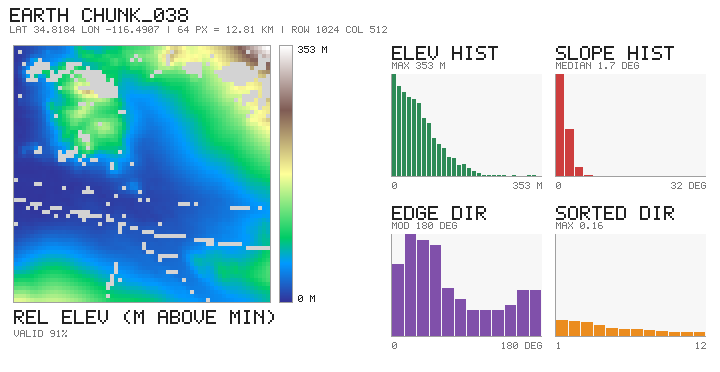 EARTH CHUNK_038
LAT 34.8184 LON -116.4907 | 64 PX = 12.81 KM | ROW 1024 COL 512
353 M
0 M
REL ELEV (M ABOVE MIN)
VALID 91%
ELEV HIST
MAX 353 M
0 353 M
SLOPE HIST
MEDIAN 1.7 DEG
0 32 DEG
EDGE DIR
MOD 180 DEG
0 180 DEG
SORTED DIR
MAX 0.16
1 12